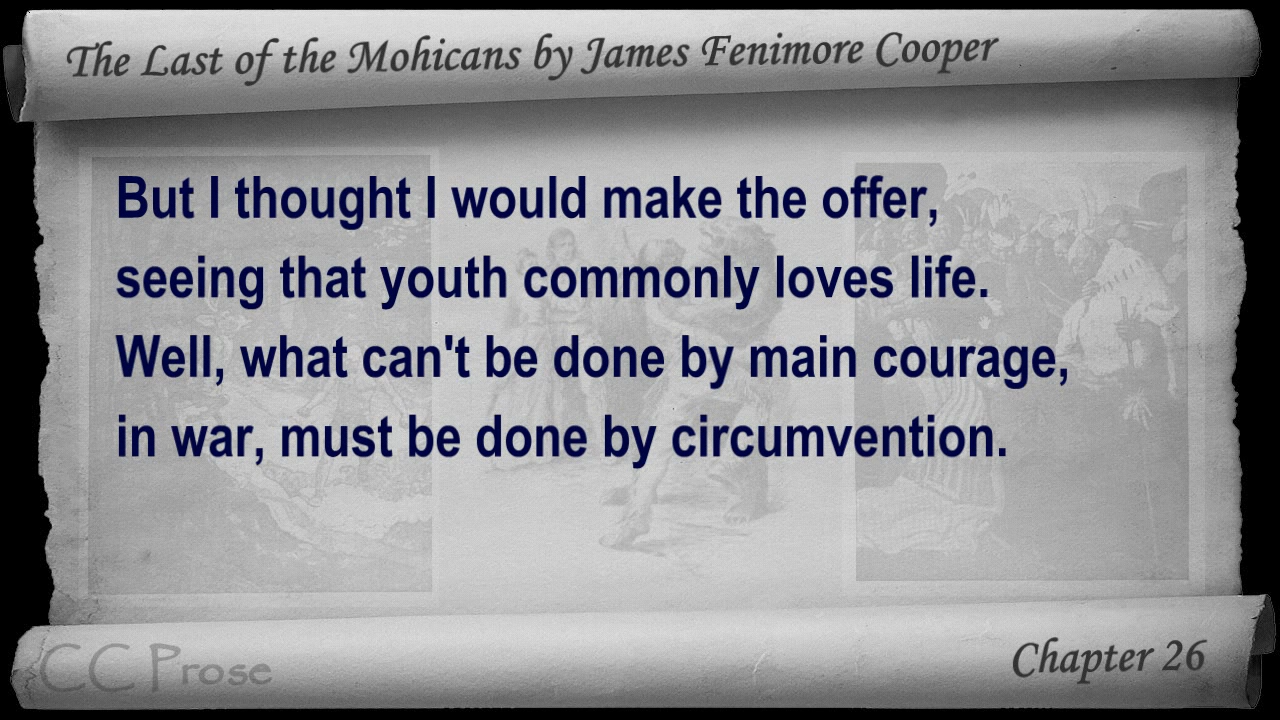 The Last of the Mohicans by James Fenimore Cooper
But I thought I would make the offer,
seeing that youth commonly loves life.
Well, what can't be done by main courage,
in war, must be done by circumvention.
CC Prose
Chapter 26